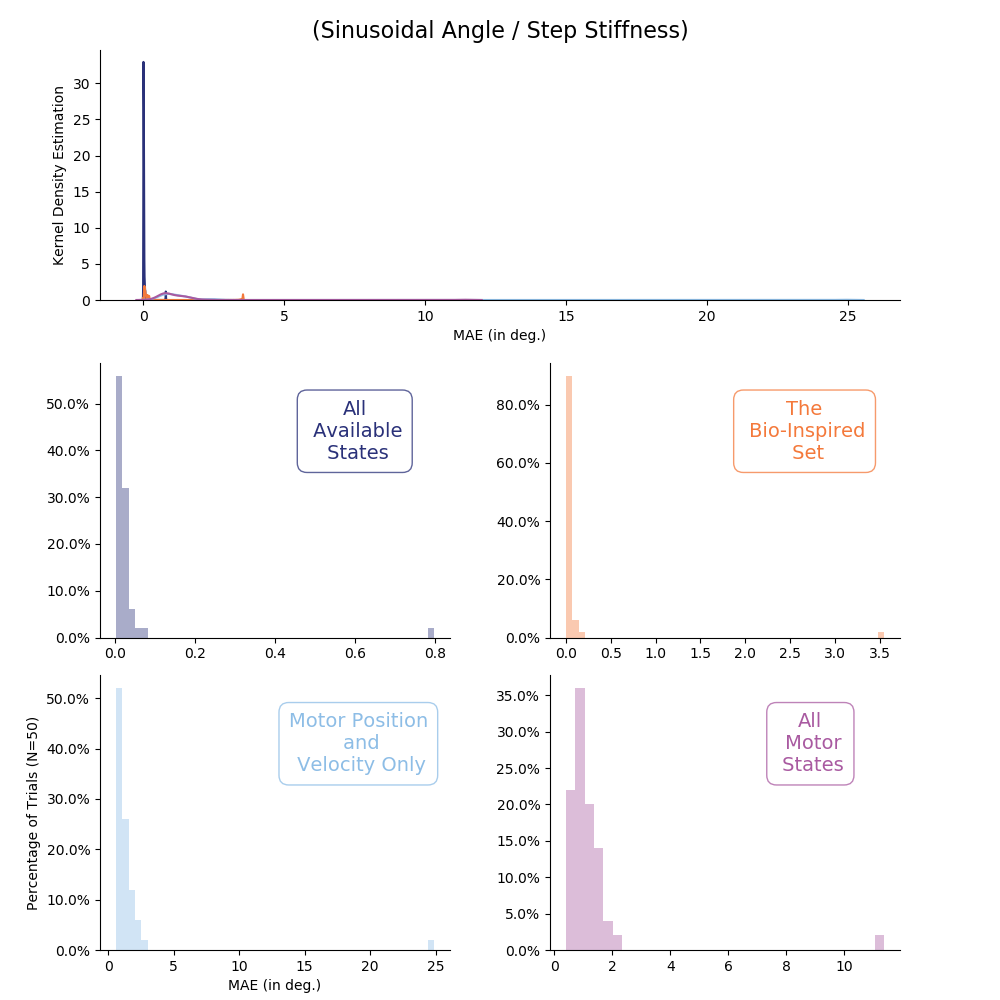 (Sinusoidal Angle / Step Stiffness)
Kernel Density Estimation
30
25
20
15
10
5
0
0 5 10 15 20 25
MAE (in deg.)
50.0%
40.0%
30.0%
20.0%
10.0%
0.0%
0.0 0.2 0.4 0.6 0.8
All
Available
States
80.0%
60.0%
40.0%
20.0%
0.0%
0.0 0.5 1.0 1.5 2.0 2.5 3.0 3.5
The
Bio-Inspired
Set
Percentage of Trials (N=50)
50.0%
40.0%
30.0%
20.0%
10.0%
0.0%
0 5 10 15 20 25
MAE (in deg.)
Motor Position
and
Velocity Only
35.0%
30.0%
25.0%
20.0%
15.0%
10.0%
5.0%
0.0%
0 2 4 6 8 10
All
Motor
States